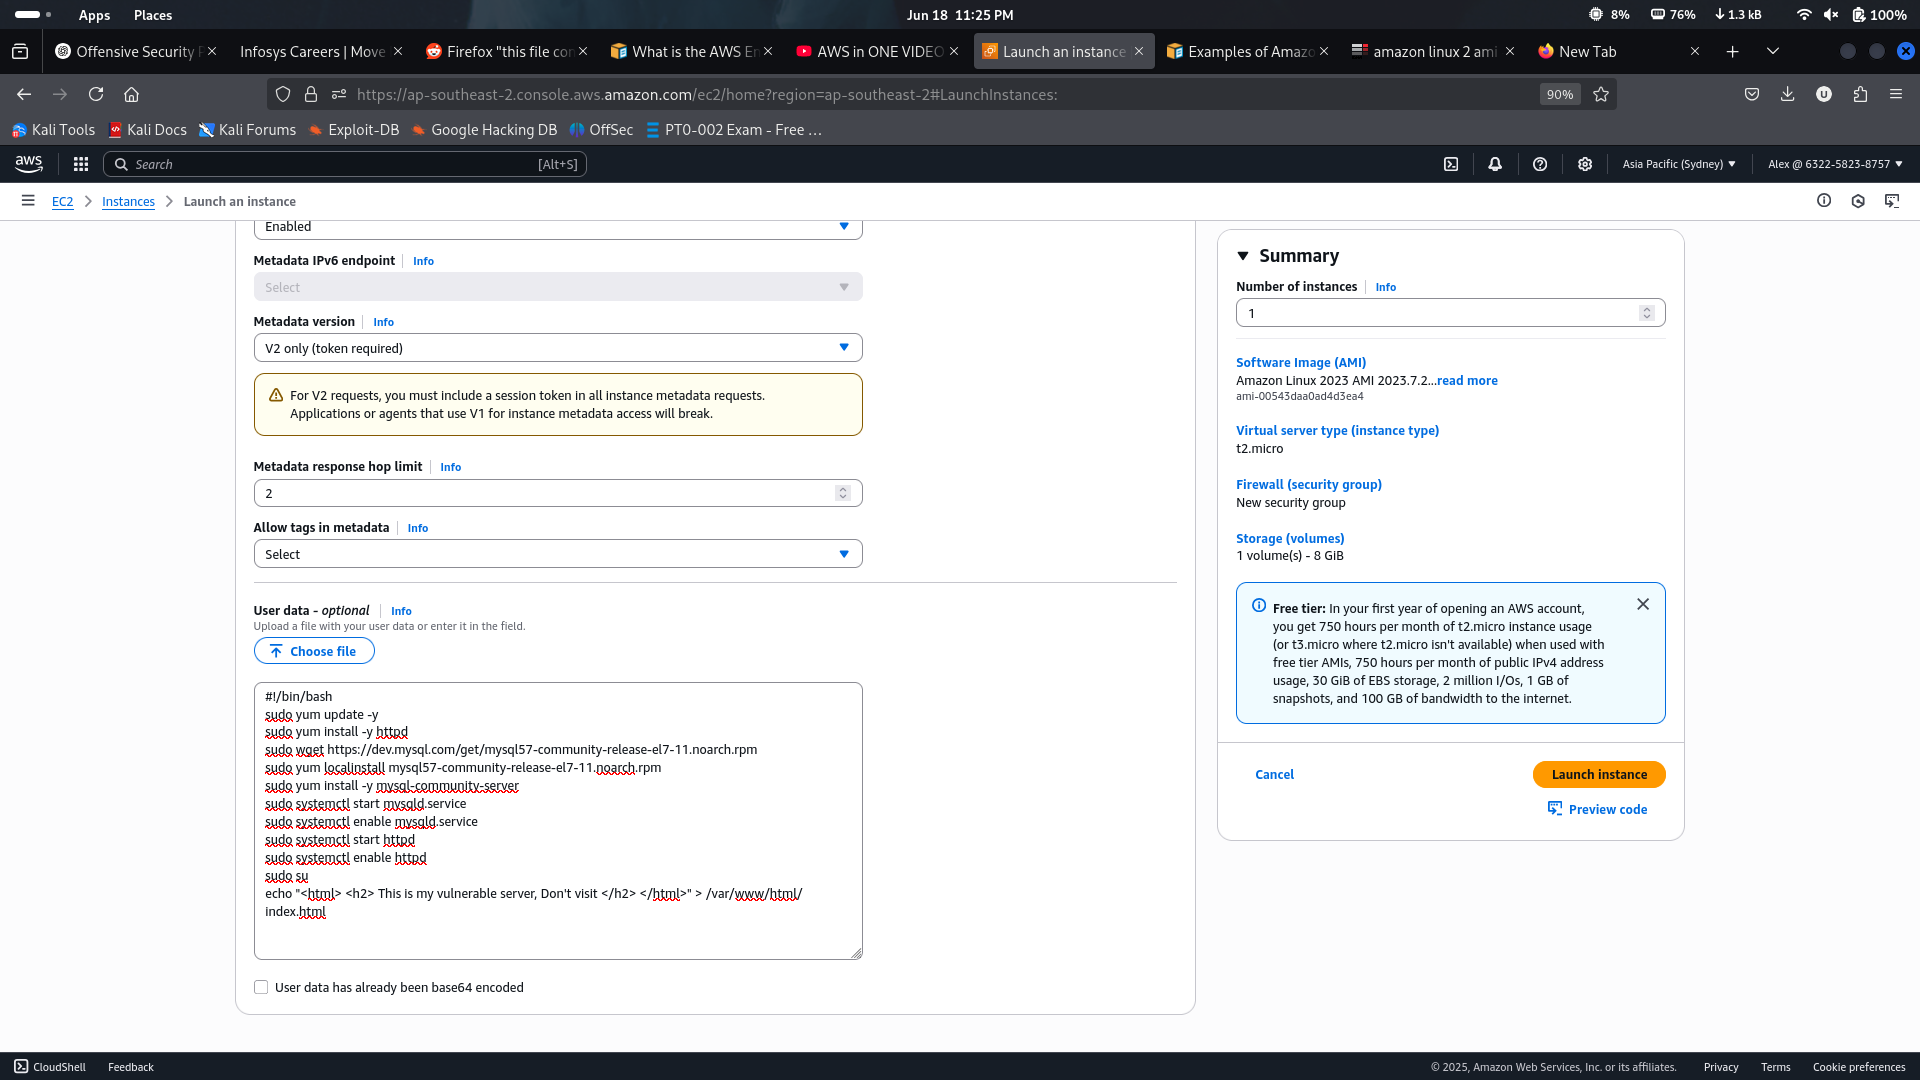 Apps Places Jun 18 11:25 PM 8% 76% 1.3 kB 100%
Offensive Security P Infosys Careers | Move Firefox "this file con What is the AWS En AWS in ONE VIDEO Launch an instance Examples of Amazo amazon linux 2 ami New Tab
https://ap-southeast-2.console.aws.amazon.com/ec2/home?region=ap-southeast-2#LaunchInstances: 90% U
Kali Tools Kali Docs Kali Forums Exploit-DB Google Hacking DB OffSec PT0-002 Exam - Free …
aws Search [Alt+S] Asia Pacific (Sydney) Alex @ 6322-5823-8757
EC2 Instances Launch an instance
Enabled
Metadata IPv6 endpoint Info
Select
Metadata version Info
V2 only (token required)
For V2 requests, you must include a session token in all instance metadata requests.
Applications or agents that use V1 for instance metadata access will break.
Metadata response hop limit Info
2
Allow tags in metadata Info
Select
User data - optional Info
Upload a file with your user data or enter it in the field.
Choose file
#!/bin/bash
sudo yum update -y
sudo yum install -y httpd
sudo wget https://dev.mysql.com/get/mysql57-community-release-el7-11.noarch.rpm
sudo yum localinstall mysql57-community-release-el7-11.noarch.rpm
sudo yum install -y mysql-community-server
sudo systemctl start mysqld.service
sudo systemctl enable mysqld.service
sudo systemctl start httpd
sudo systemctl enable httpd
sudo su
echo "<html> <h2> This is my vulnerable server, Don't visit </h2> </html>" > /var/www/html/
index.html
User data has already been base64 encoded
Summary
Number of instances Info
1
Software Image (AMI)
Amazon Linux 2023 AMI 2023.7.2...read more
ami-00543daa0ad4d3ea4
Virtual server type (instance type)
t2.micro
Firewall (security group)
New security group
Storage (volumes)
1 volume(s) - 8 GiB
Free tier: In your first year of opening an AWS account,
you get 750 hours per month of t2.micro instance usage
(or t3.micro where t2.micro isn't available) when used with
free tier AMIs, 750 hours per month of public IPv4 address
usage, 30 GiB of EBS storage, 2 million I/Os, 1 GB of
snapshots, and 100 GB of bandwidth to the internet.
Cancel Launch instance
Preview code
CloudShell Feedback © 2025, Amazon Web Services, Inc. or its affiliates. Privacy Terms Cookie preferences